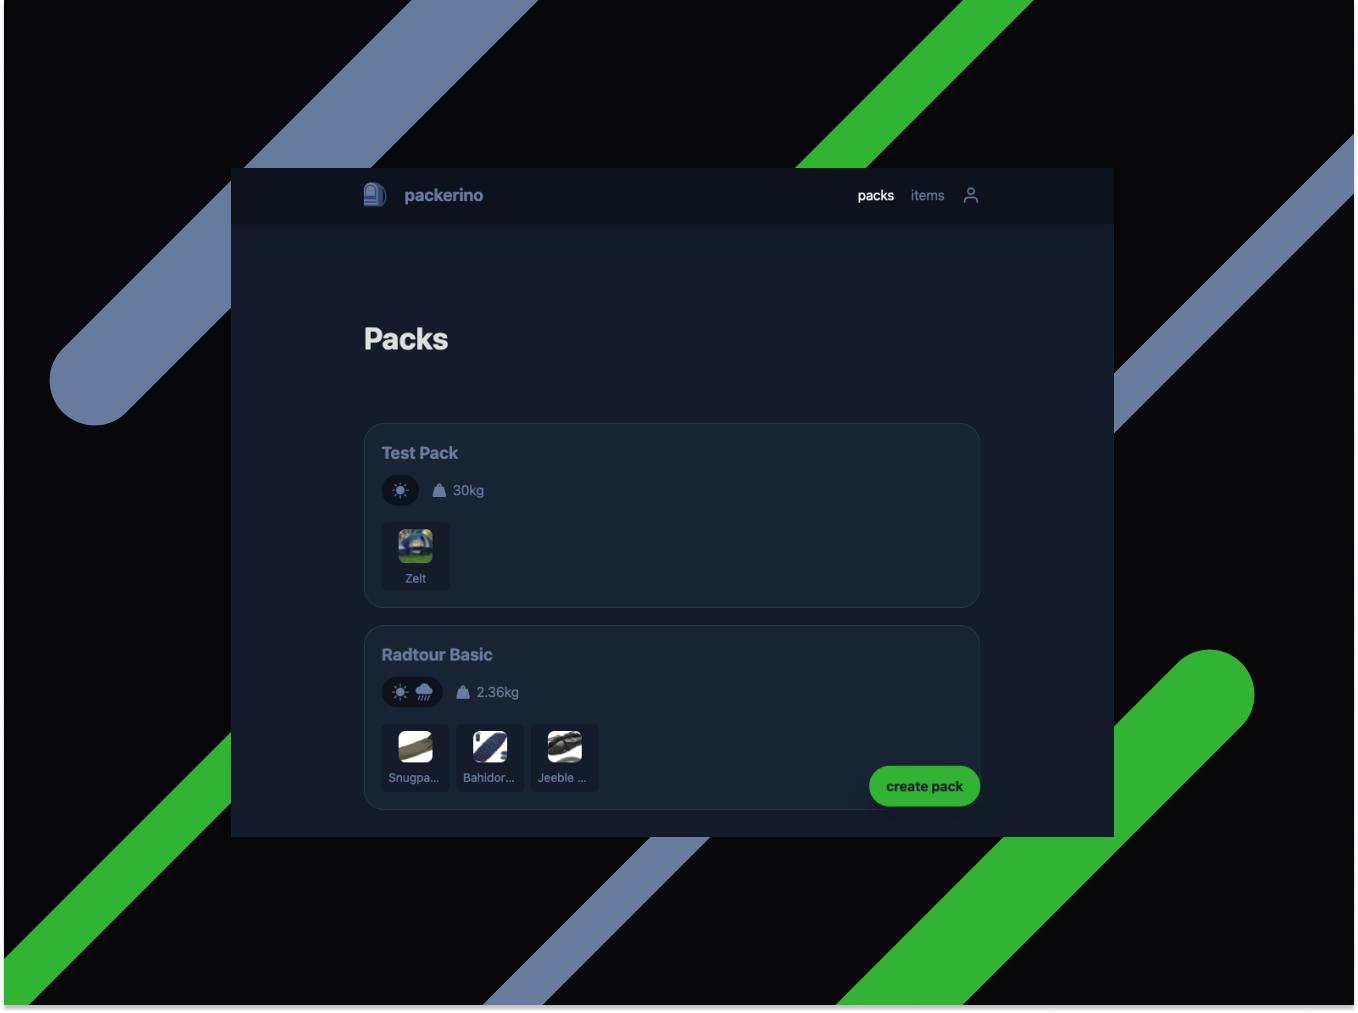 packerino
packs items
Packs
Test Pack
30kg
Zelt
Radtour Basic
2.36kg
Snugpa... Bahidor... Jeeble ...
create pack